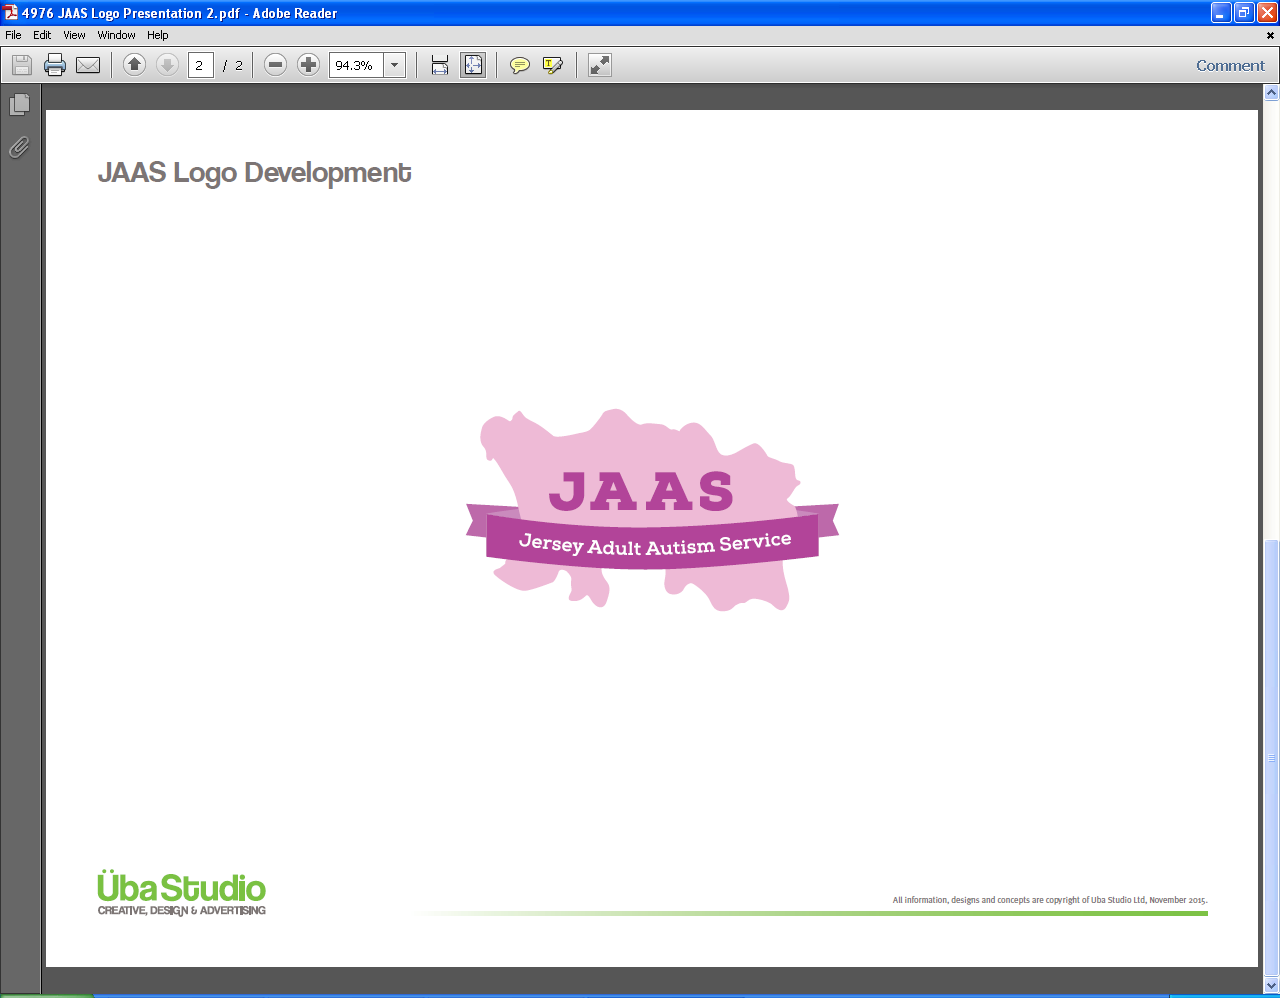 4976 JAAS Logo Presentation 2.pdf - Adobe Reader
File Edit View Window Help
2 / 2 94.3% Comment
JAAS Logo Development
JAAS
Jersey Adult Autism Service
Üba Studio
CREATIVE, DESIGN & ADVERTISING
All information, designs and concepts are copyright of Uba Studio Ltd, November 2015.